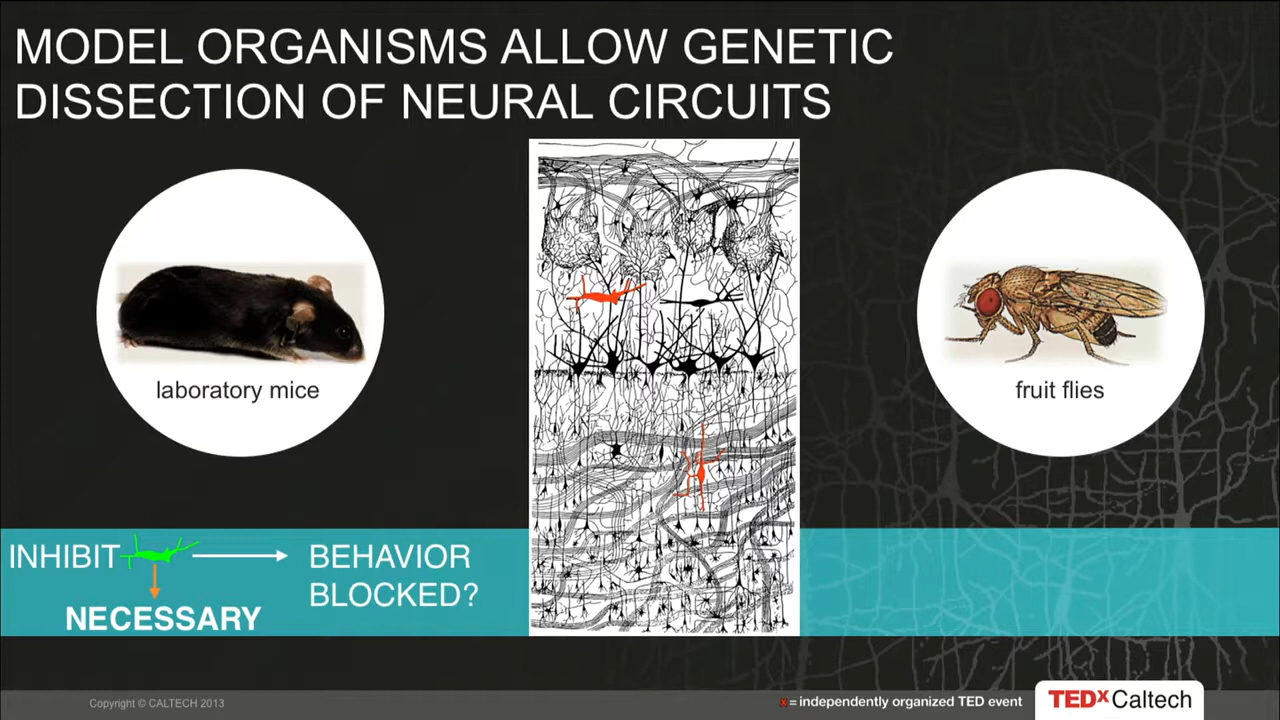 MODEL ORGANISMS ALLOW GENETIC
DISSECTION OF NEURAL CIRCUITS
laboratory mice
fruit flies
INHIBIT
NECESSARY
BEHAVIOR
BLOCKED?
Copyright © CALTECH 2013
x = independently organized TED event
TEDxCaltech